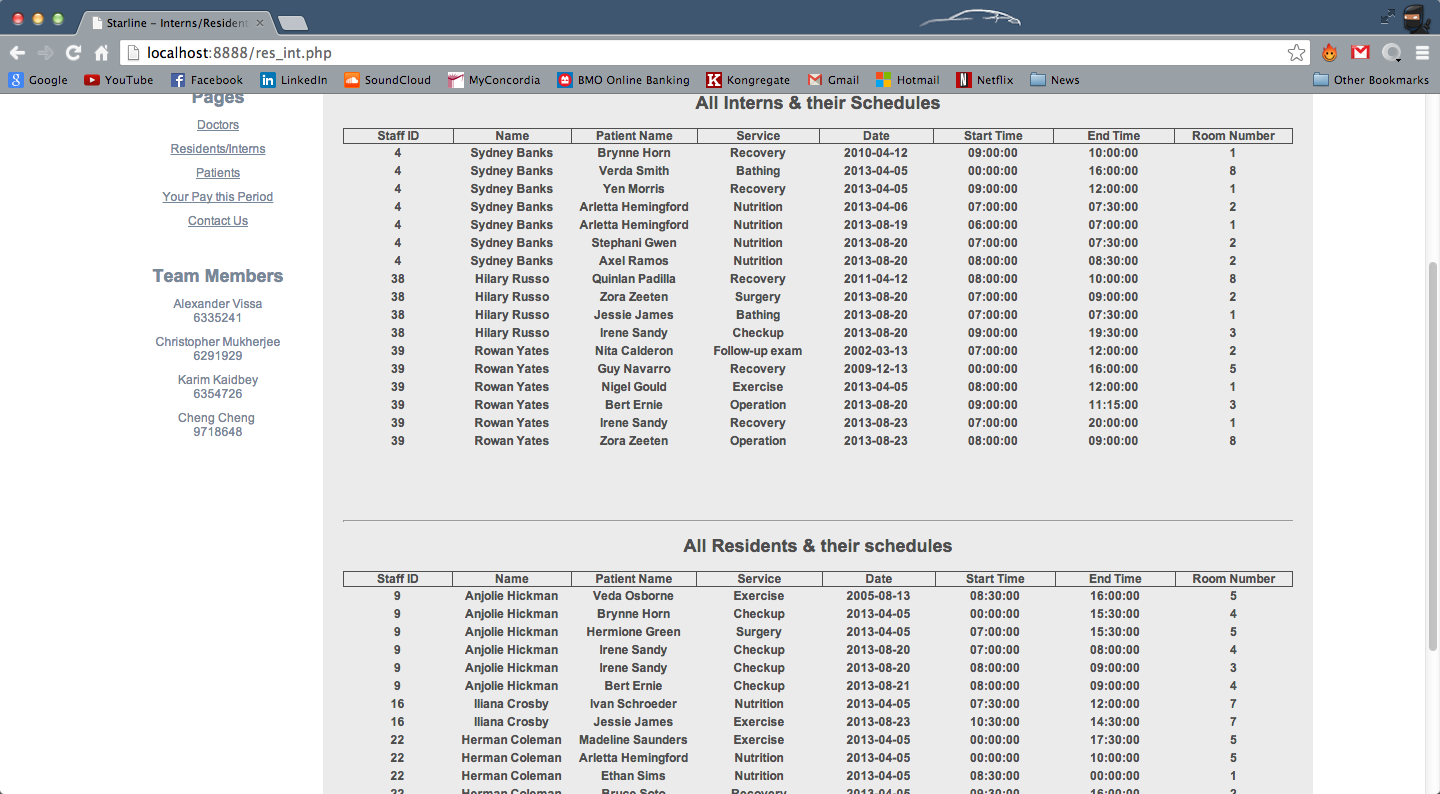 Starline – Interns/Resident
localhost:8888/res_int.php
Google YouTube Facebook LinkedIn SoundCloud MyConcordia BMO Online Banking Kongregate Gmail Hotmail Netflix News Other Bookmarks
Pages
Doctors
Residents/Interns
Patients
Your Pay this Period
Contact Us
Team Members
Alexander Vissa
6335241
Christopher Mukherjee
6291929
Karim Kaidbey
6354726
Cheng Cheng
9718648
All Interns & their Schedules
Staff ID Name Patient Name Service Date Start Time End Time Room Number
4 Sydney Banks Brynne Horn Recovery 2010-04-12 09:00:00 10:00:00 1
4 Sydney Banks Verda Smith Bathing 2013-04-05 00:00:00 16:00:00 8
4 Sydney Banks Yen Morris Recovery 2013-04-05 09:00:00 12:00:00 1
4 Sydney Banks Arletta Hemingford Nutrition 2013-04-06 07:00:00 07:30:00 2
4 Sydney Banks Arletta Hemingford Nutrition 2013-08-19 06:00:00 07:00:00 1
4 Sydney Banks Stephani Gwen Nutrition 2013-08-20 07:00:00 07:30:00 2
4 Sydney Banks Axel Ramos Nutrition 2013-08-20 08:00:00 08:30:00 2
38 Hilary Russo Quinlan Padilla Recovery 2011-04-12 08:00:00 10:00:00 8
38 Hilary Russo Zora Zeeten Surgery 2013-08-20 07:00:00 09:00:00 2
38 Hilary Russo Jessie James Bathing 2013-08-20 07:00:00 07:30:00 1
38 Hilary Russo Irene Sandy Checkup 2013-08-20 09:00:00 19:30:00 3
39 Rowan Yates Nita Calderon Follow-up exam 2002-03-13 07:00:00 12:00:00 2
39 Rowan Yates Guy Navarro Recovery 2009-12-13 00:00:00 16:00:00 5
39 Rowan Yates Nigel Gould Exercise 2013-04-05 08:00:00 12:00:00 1
39 Rowan Yates Bert Ernie Operation 2013-08-20 09:00:00 11:15:00 3
39 Rowan Yates Irene Sandy Recovery 2013-08-23 07:00:00 20:00:00 1
39 Rowan Yates Zora Zeeten Operation 2013-08-23 08:00:00 09:00:00 8
All Residents & their schedules
Staff ID Name Patient Name Service Date Start Time End Time Room Number
9 Anjolie Hickman Veda Osborne Exercise 2005-08-13 08:30:00 16:00:00 5
9 Anjolie Hickman Brynne Horn Checkup 2013-04-05 00:00:00 15:30:00 4
9 Anjolie Hickman Hermione Green Surgery 2013-04-05 07:00:00 15:30:00 5
9 Anjolie Hickman Irene Sandy Checkup 2013-08-20 07:00:00 08:00:00 4
9 Anjolie Hickman Irene Sandy Checkup 2013-08-20 08:00:00 09:00:00 3
9 Anjolie Hickman Bert Ernie Checkup 2013-08-21 08:00:00 09:00:00 4
16 Iliana Crosby Ivan Schroeder Nutrition 2013-04-05 07:30:00 12:00:00 7
16 Iliana Crosby Jessie James Exercise 2013-08-23 10:30:00 14:30:00 7
22 Herman Coleman Madeline Saunders Exercise 2013-04-05 00:00:00 17:30:00 5
22 Herman Coleman Arletta Hemingford Nutrition 2013-04-05 00:00:00 10:00:00 5
22 Herman Coleman Ethan Sims Nutrition 2013-04-05 08:30:00 00:00:00 1
22 Herman Coleman Bruce Soto Recovery 2013-04-05 09:30:00 16:00:00 2